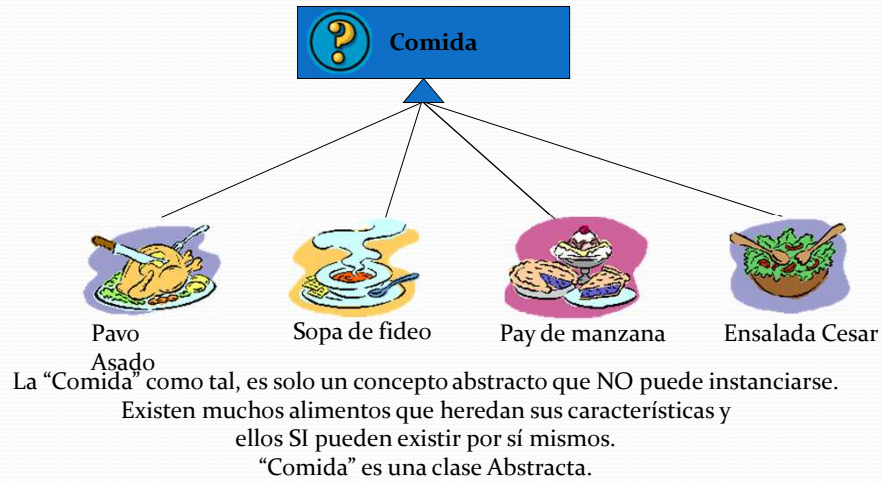 Comida
Pavo
Asado
Sopa de fideo
Pay de manzana
Ensalada Cesar
La “Comida” como tal, es solo un concepto abstracto que NO puede instanciarse.
Existen muchos alimentos que heredan sus características y
ellos SI pueden existir por sí mismos.
“Comida” es una clase Abstracta.